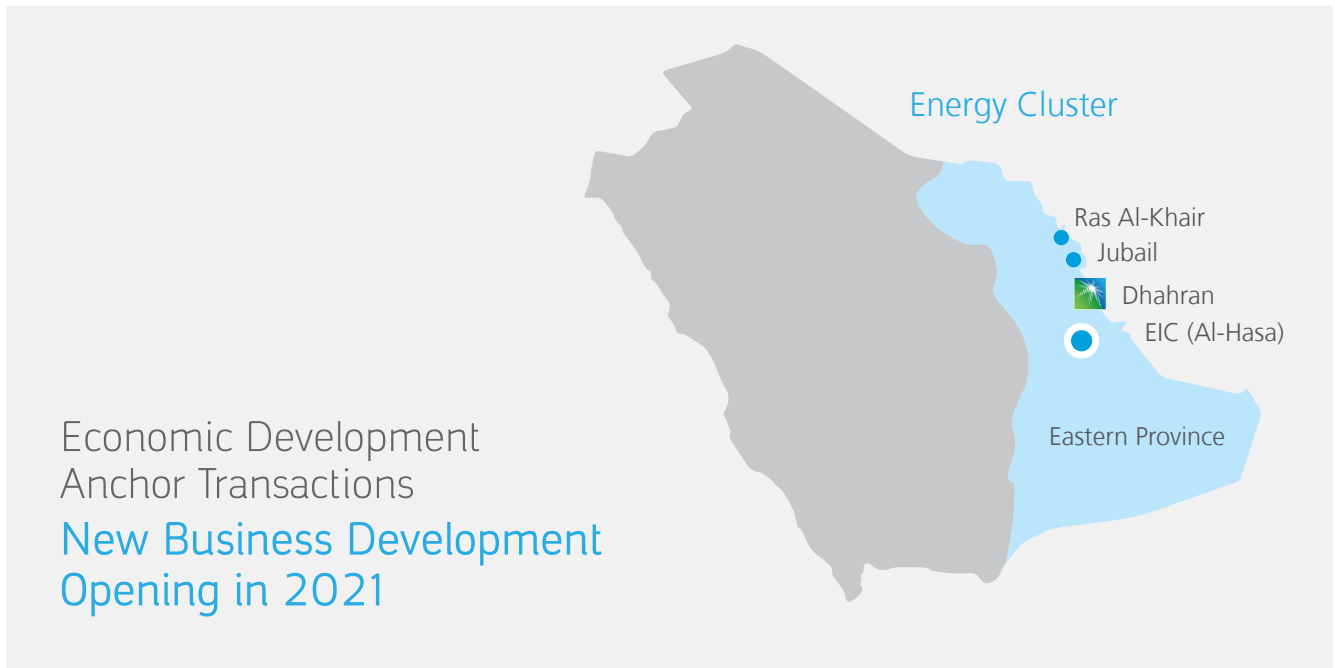 Energy Cluster
Ras Al-Khair
Jubail
Dhahran
EIC (Al-Hasa)
Eastern Province
Economic Development
Anchor Transactions
New Business Development
Opening in 2021